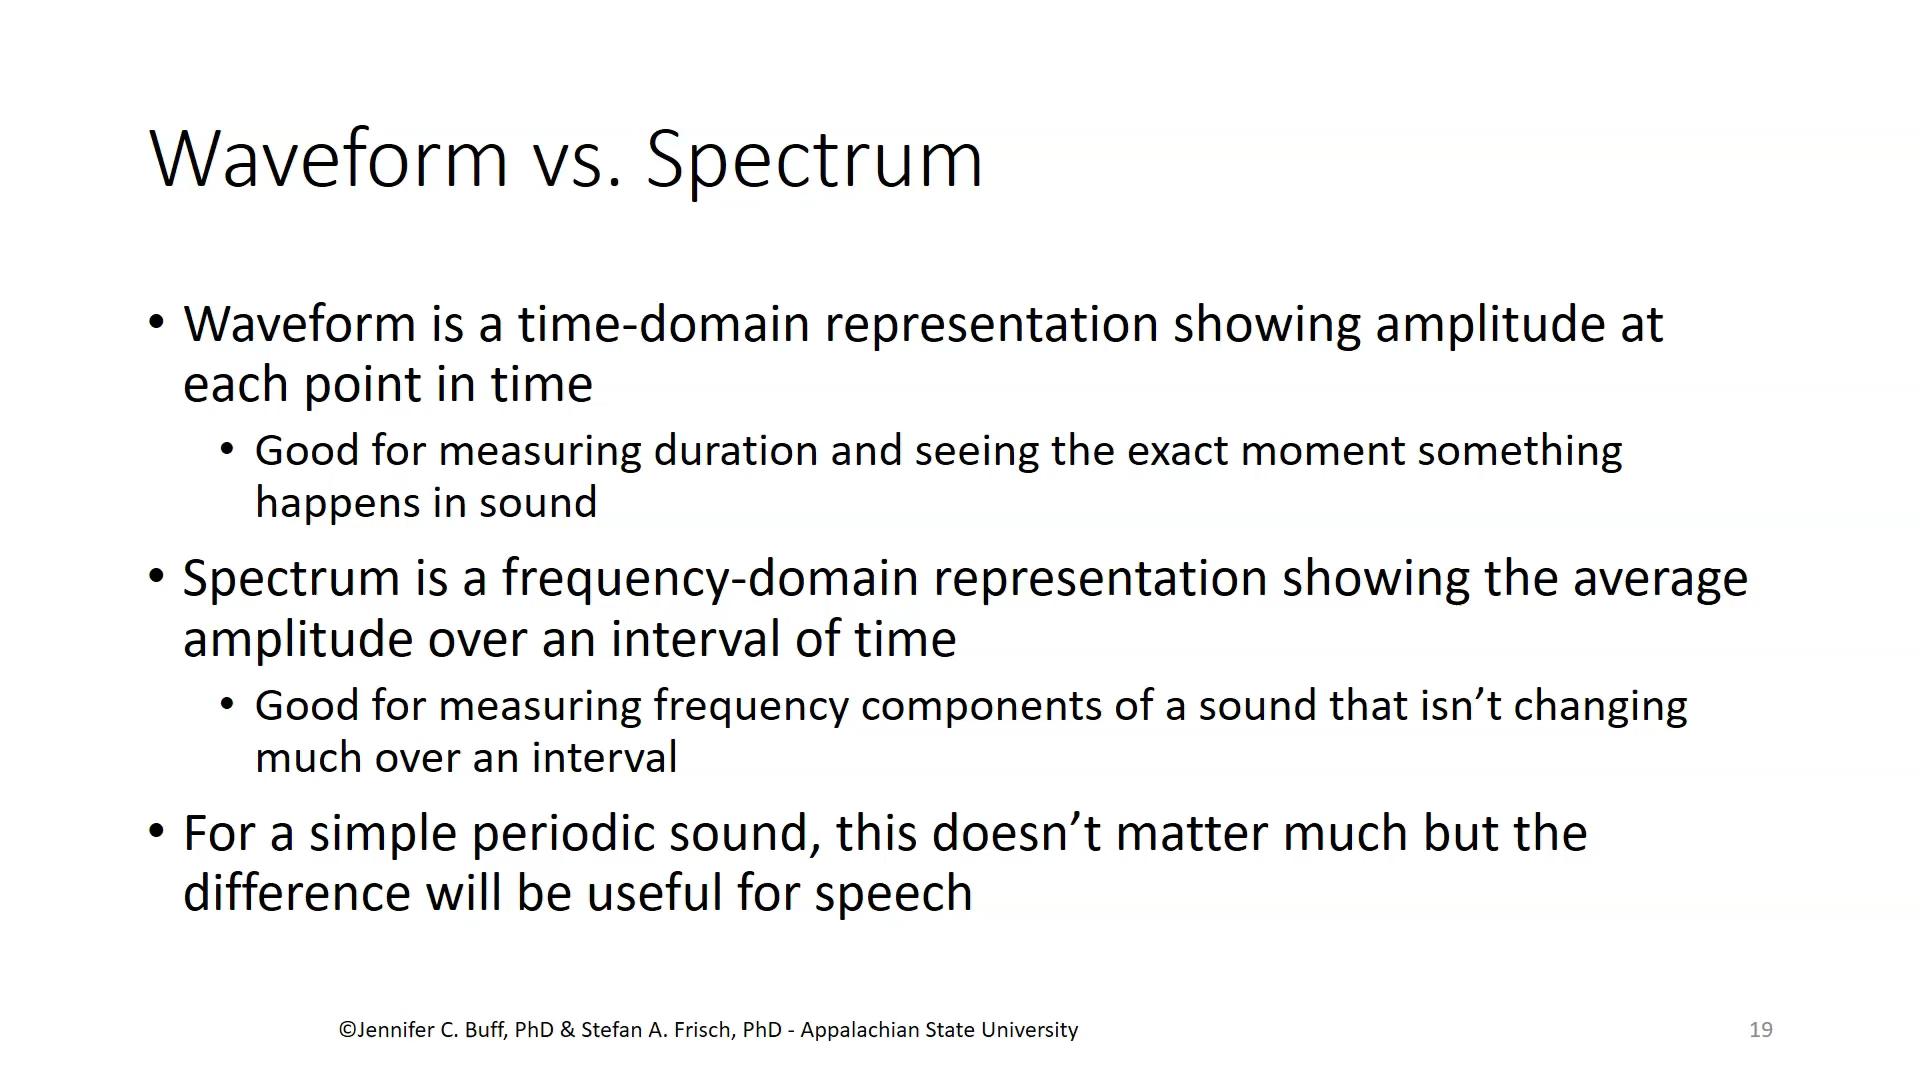 Waveform vs. Spectrum
• Waveform is a time-domain representation showing amplitude at
each point in time
• Good for measuring duration and seeing the exact moment something
happens in sound
• Spectrum is a frequency-domain representation showing the average
amplitude over an interval of time
• Good for measuring frequency components of a sound that isn’t changing
much over an interval
• For a simple periodic sound, this doesn’t matter much but the
difference will be useful for speech
©Jennifer C. Buff, PhD & Stefan A. Frisch, PhD - Appalachian State University
19